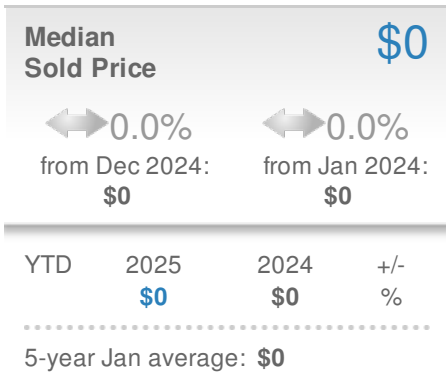 Median $0
Sold Price
0.0% 0.0%
from Dec 2024: from Jan 2024:
$0 $0
YTD 2025 2024 +/-
$0 $0 %
5-year Jan average: $0